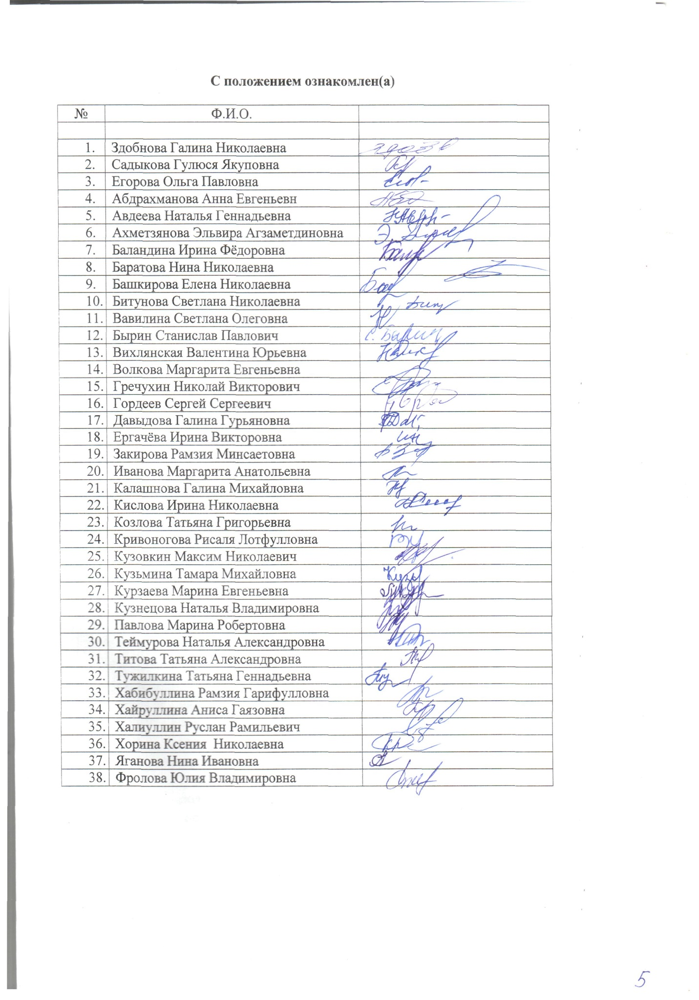 С положением ознакомлен(а)
№ Ф.И.О.
1. Здобнова Галина Николаевна
2. Садыкова Гулюся Якуповна
3. Егорова Ольга Павловна
4. Абдрахманова Анна Евгеньевн
5. Авдеева Наталья Геннадьевна
6. Ахметзянова Эльвира Агзаметдиновна
7. Баландина Ирина Фёдоровна
8. Баратова Нина Николаевна
9. Башкирова Елена Николаевна
10. Битунова Светлана Николаевна
11. Вавилина Светлана Олеговна
12. Бырин Станислав Павлович
13. Вихлянская Валентина Юрьевна
14. Волкова Маргарита Евгеньевна
15. Гречухин Николай Викторович
16. Гордеев Сергей Сергеевич
17. Давыдова Галина Гурьяновна
18. Ергачёва Ирина Викторовна
19. Закирова Рамзия Минсаетовна
20. Иванова Маргарита Анатольевна
21. Калашнова Галина Михайловна
22. Кислова Ирина Николаевна
23. Козлова Татьяна Григорьевна
24. Кривоногова Рисаля Лотфулловна
25. Кузовкин Максим Николаевич
26. Кузьмина Тамара Михайловна
27. Курзаева Марина Евгеньевна
28. Кузнецова Наталья Владимировна
29. Павлова Марина Робертовна
30. Теймурова Наталья Александровна
31. Титова Татьяна Александровна
32. Тужилкина Татьяна Геннадьевна
33. Хабибуллина Рамзия Гарифулловна
34. Хайруллина Аниса Гаязовна
35. Халиуллин Руслан Рамильевич
36. Хорина Ксения Николаевна
37. Яганова Нина Ивановна
38. Фролова Юлия Владимировна
5